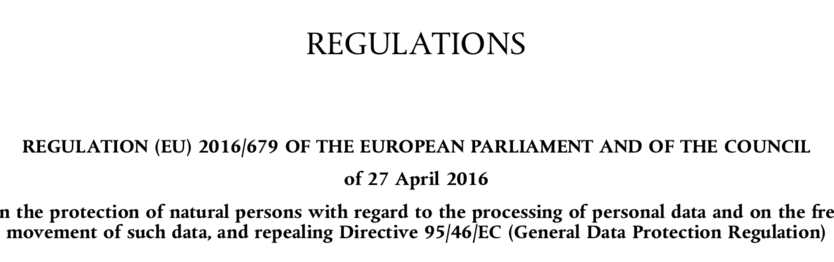 REGULATIONS
REGULATION (EU) 2016/679 OF THE EUROPEAN PARLIAMENT AND OF THE COUNCIL
of 27 April 2016
n the protection of natural persons with regard to the processing of personal data and on the fre
movement of such data, and repealing Directive 95/46/EC (General Data Protection Regulation)